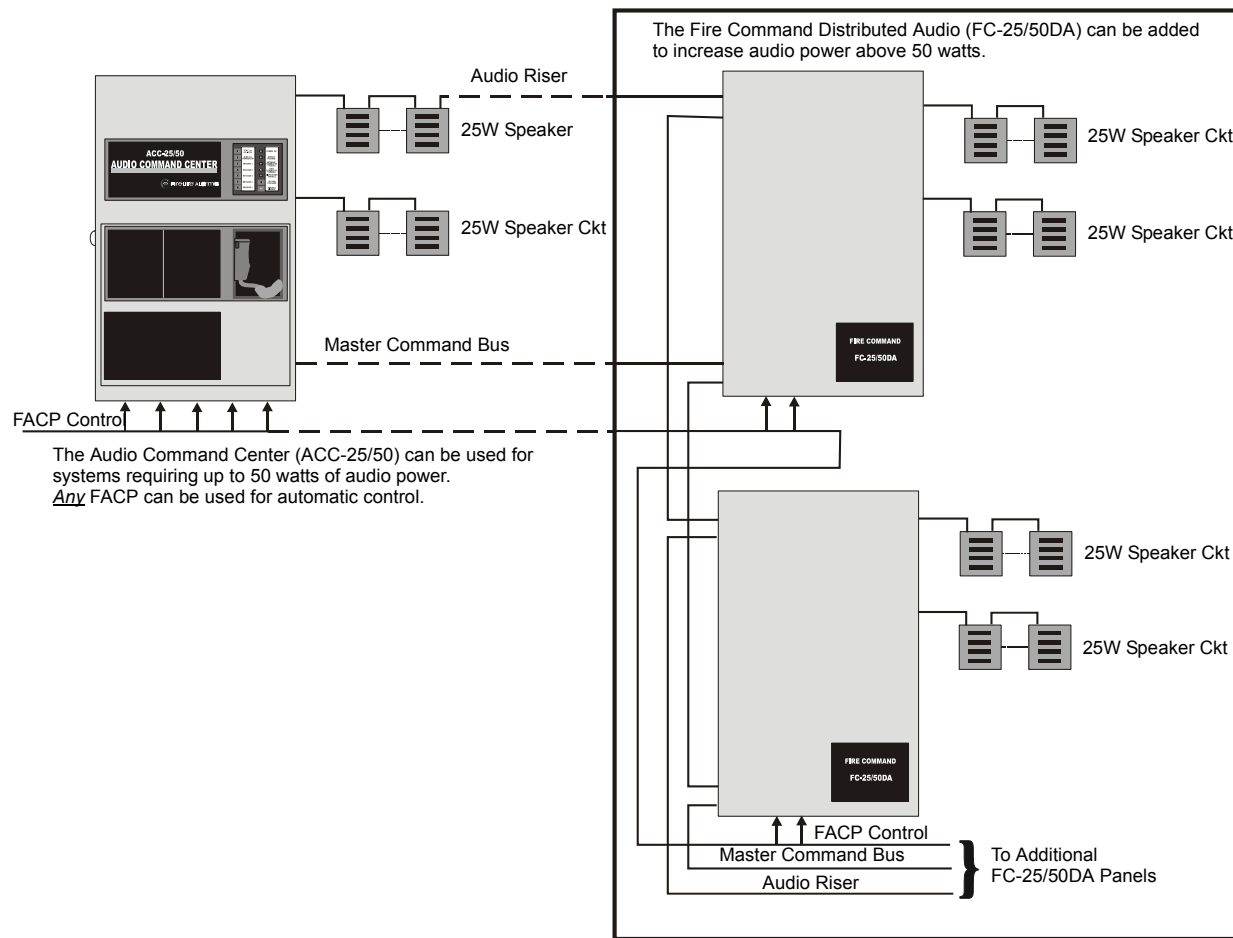 The Fire Command Distributed Audio (FC-25/50DA) can be added
to increase audio power above 50 watts.
Audio Riser
25W Speaker
25W Speaker Ckt
ACC-25/50
AUDIO COMMAND CENTER
25W Speaker Ckt
25W Speaker Ckt
Master Command Bus
FIRE COMMAND
FC-25/50DA
FACP Control
The Audio Command Center (ACC-25/50) can be used for
systems requiring up to 50 watts of audio power.
Any FACP can be used for automatic control.
25W Speaker Ckt
25W Speaker Ckt
FIRE COMMAND
FC-25/50DA
FACP Control
Master Command Bus
Audio Riser
To Additional
FC-25/50DA Panels